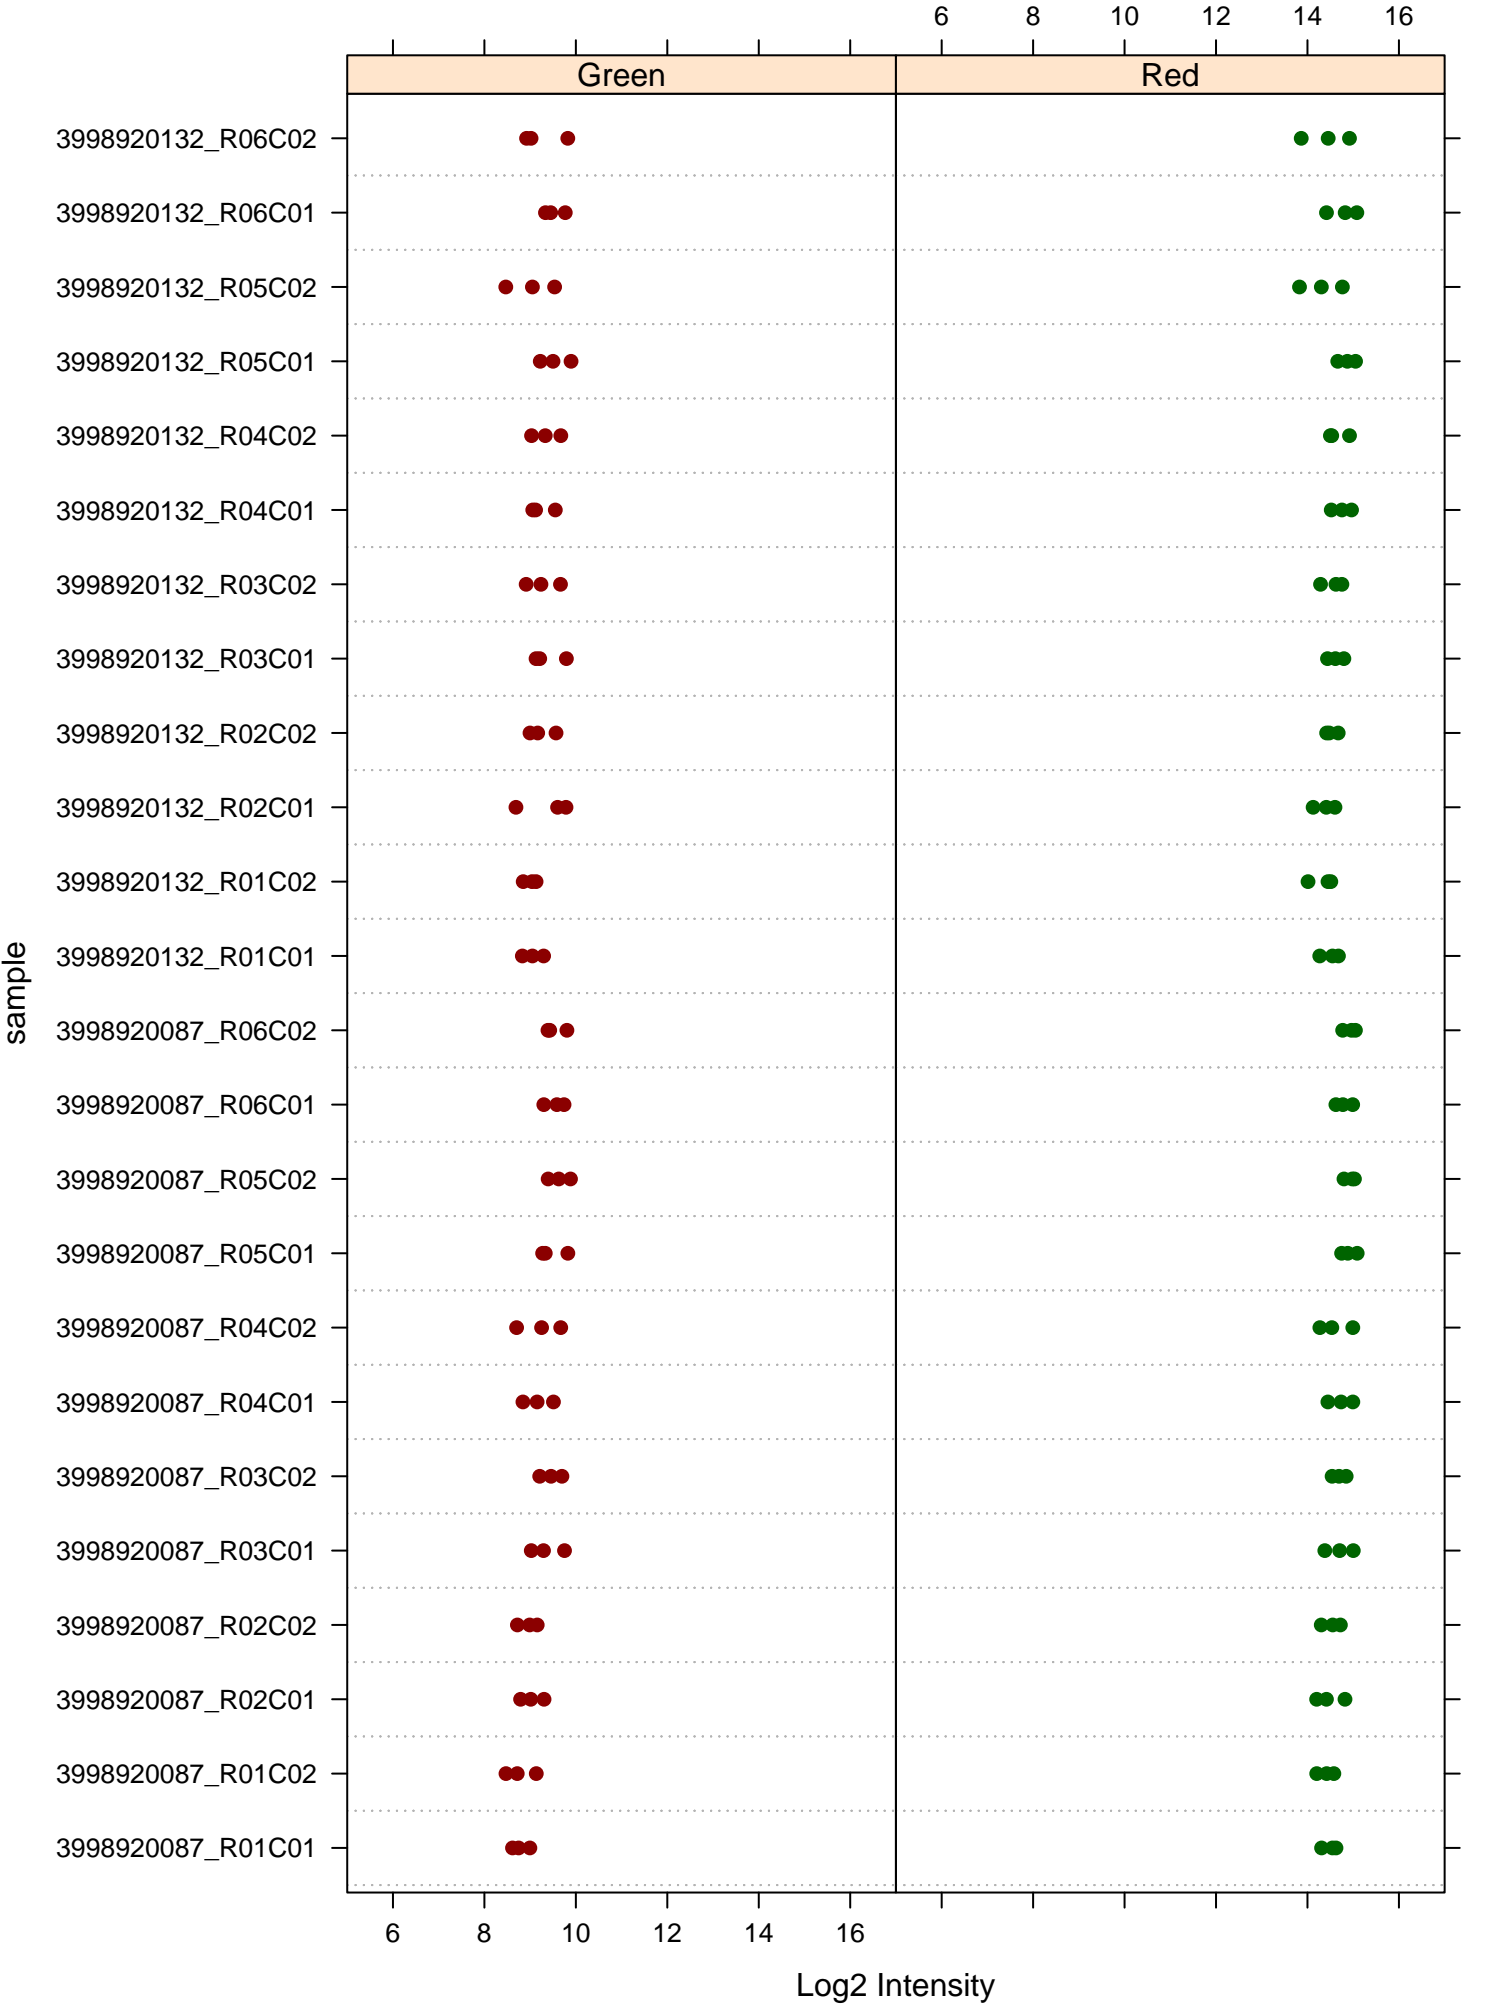 6 8 10 12 14 16
Green Red
3998920132_R06C02
3998920132_R06C01
3998920132_R05C02
3998920132_R05C01
3998920132_R04C02
3998920132_R04C01
3998920132_R03C02
3998920132_R03C01
3998920132_R02C02
3998920132_R02C01
3998920132_R01C02
3998920132_R01C01
3998920087_R06C02
3998920087_R06C01
3998920087_R05C02
3998920087_R05C01
3998920087_R04C02
3998920087_R04C01
3998920087_R03C02
3998920087_R03C01
3998920087_R02C02
3998920087_R02C01
3998920087_R01C02
3998920087_R01C01
sample
6 8 10 12 14 16
Log2 Intensity